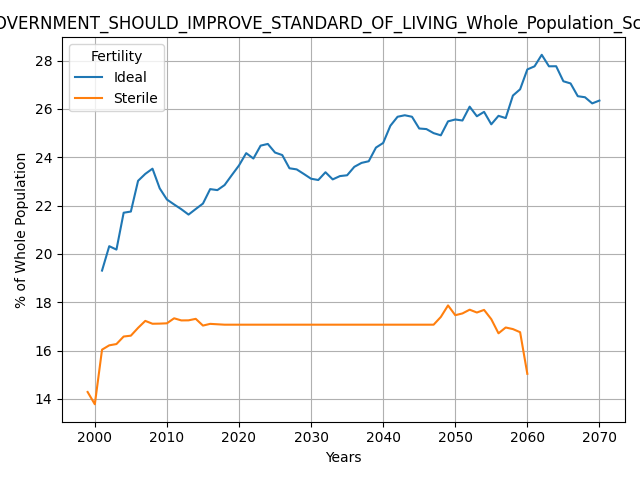 OVERNMENT_SHOULD_IMPROVE_STANDARD_OF_LIVING_Whole_Population_Sc
Fertility
Ideal
Sterile
% of Whole Population
28
26
24
22
20
18
16
14
2000 2010 2020 2030 2040 2050 2060 2070
Years